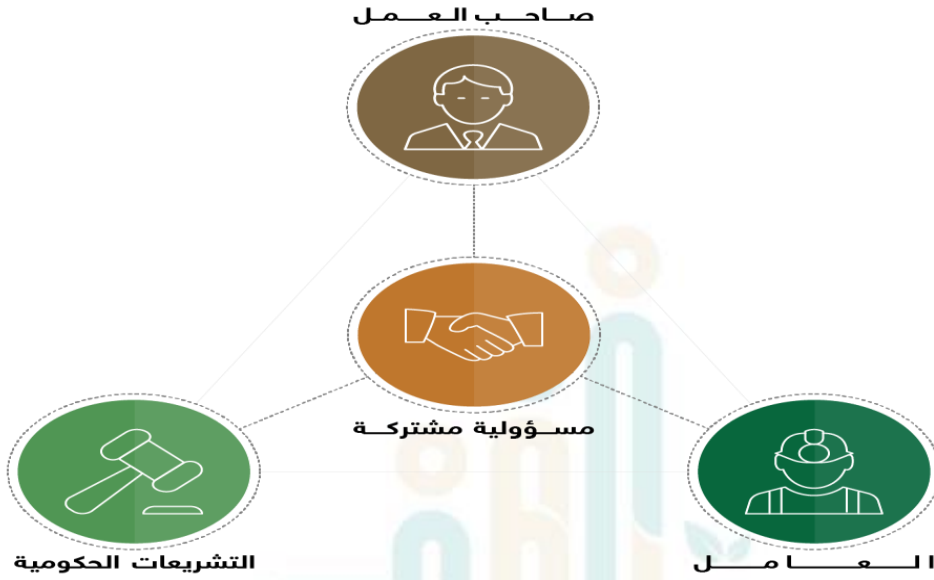 صاحب العمل
مسؤولية مشتركة
العامل
التشريعات الحكومية